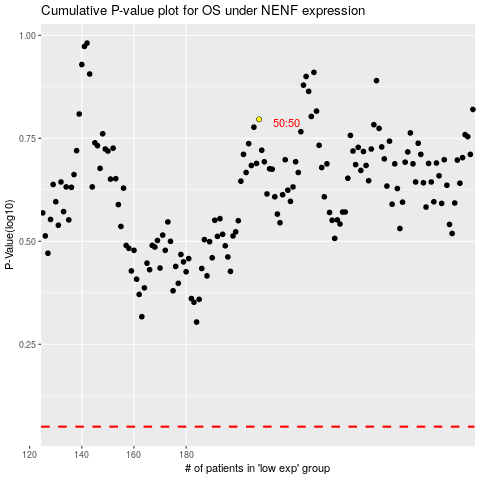 Cumulative P-value plot for OS under NENF expression
P-Value(log10)
1.00
0.75
0.50
0.25
50:50
120 140 160 180
# of patients in 'low exp' group